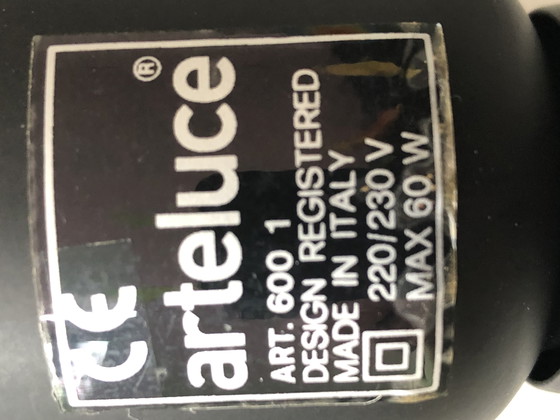 CE
arteluce®
ART. 600 1
DESIGN REGISTERED
MADE IN ITALY
220/230 V
MAX 60 W